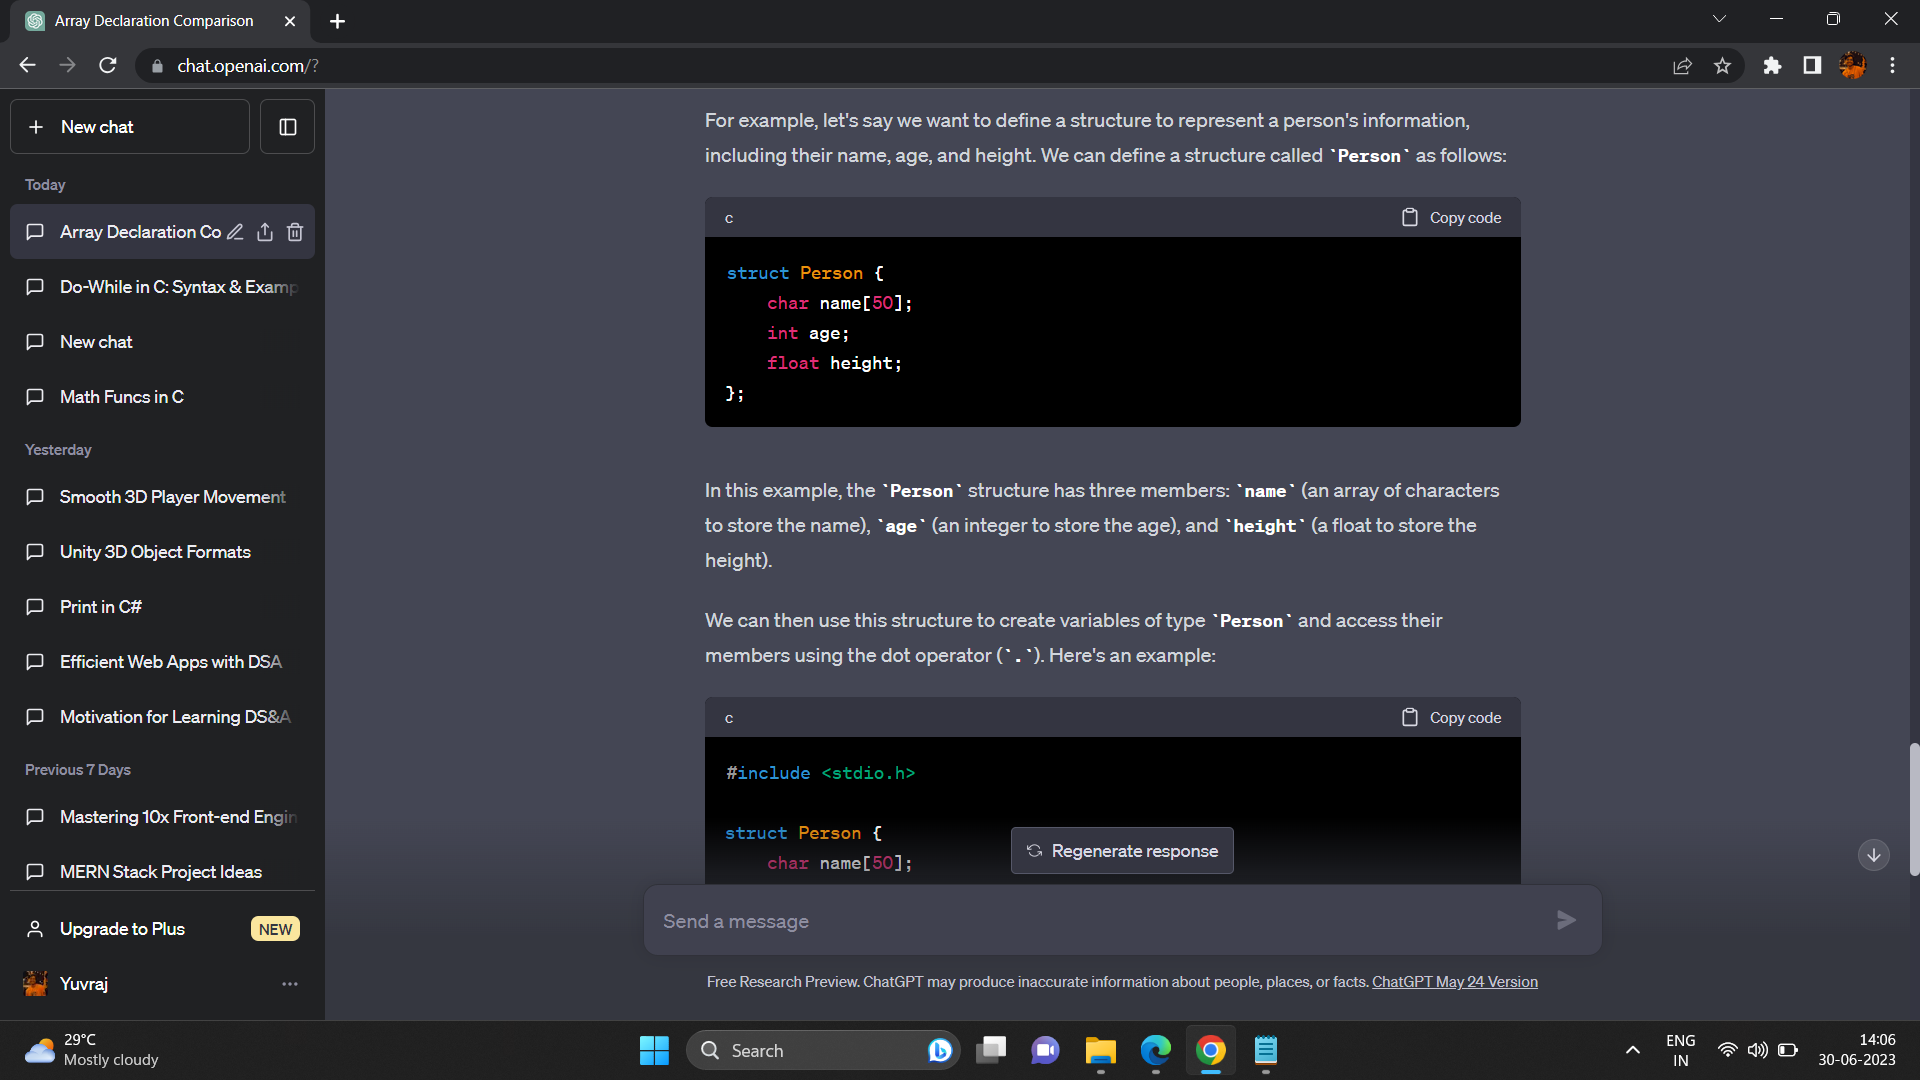 Array Declaration Comparison
chat.openai.com/?
New chat
Today
Array Declaration Co
Do-While in C: Syntax & Examp
New chat
Math Funcs in C
Yesterday
Smooth 3D Player Movement
Unity 3D Object Formats
Print in C#
Efficient Web Apps with DSA
Motivation for Learning DS&A
Previous 7 Days
Mastering 10x Front-end Engin
MERN Stack Project Ideas
Upgrade to Plus NEW
Yuvraj
For example, let's say we want to define a structure to represent a person's information,
including their name, age, and height. We can define a structure called `Person` as follows:
c Copy code
struct Person {
    char name[50];
    int age;
    float height;
};
In this example, the `Person` structure has three members: `name` (an array of characters
to store the name), `age` (an integer to store the age), and `height` (a float to store the
height).
We can then use this structure to create variables of type `Person` and access their
members using the dot operator (`.`). Here's an example:
c Copy code
#include <stdio.h>
struct Person {
    char name[50];
Regenerate response
Send a message
Free Research Preview. ChatGPT may produce inaccurate information about people, places, or facts. ChatGPT May 24 Version
29°C
Mostly cloudy
Search
ENG
IN
14:06
30-06-2023